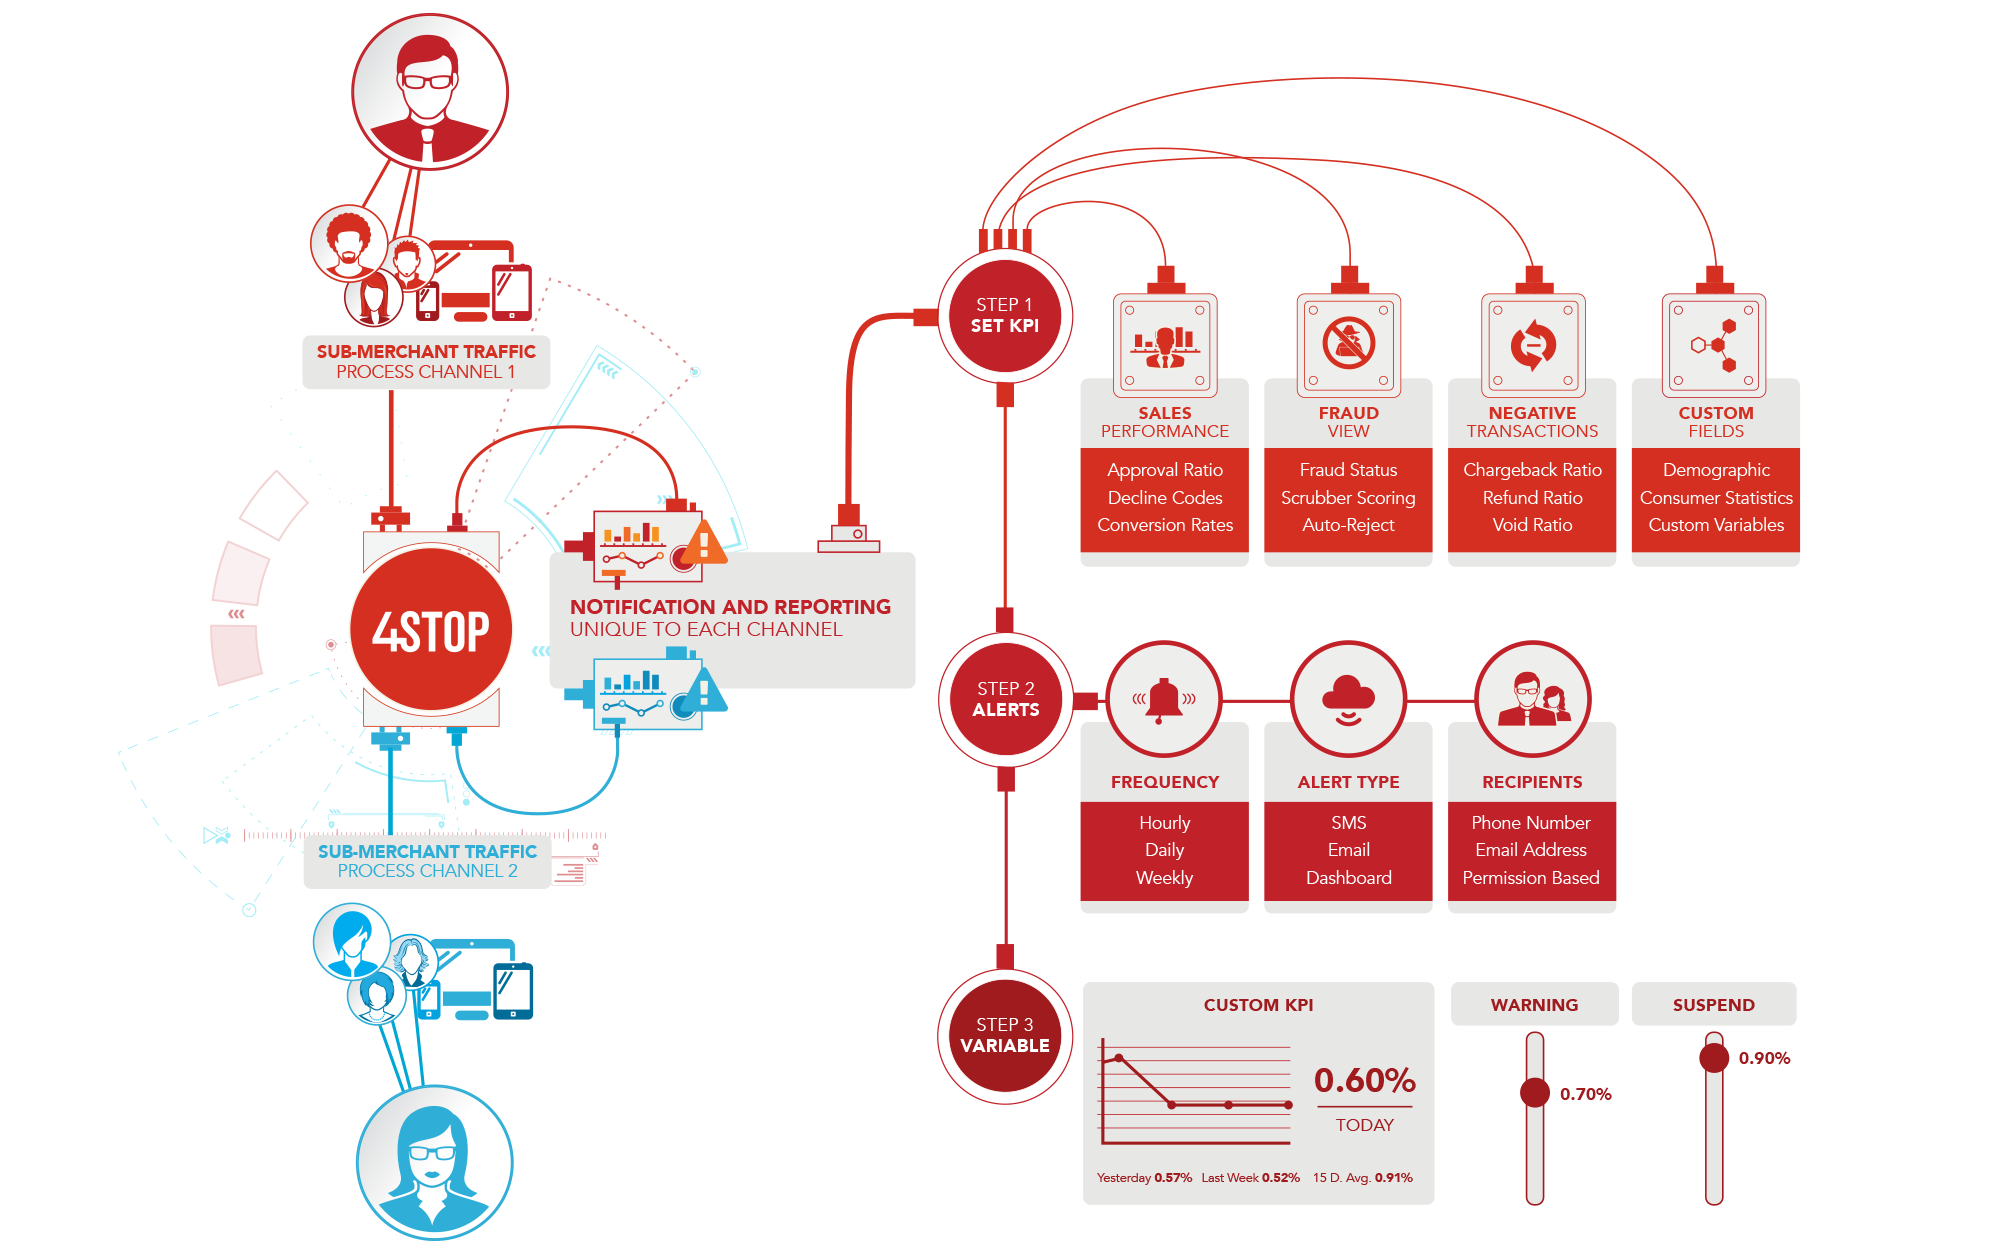 SUB-MERCHANT TRAFFIC
PROCESS CHANNEL 1
4STOP
NOTIFICATION AND REPORTING
UNIQUE TO EACH CHANNEL
SUB-MERCHANT TRAFFIC
PROCESS CHANNEL 2
STEP 1
SET KPI
SALES
PERFORMANCE
Approval Ratio
Decline Codes
Conversion Rates
FRAUD
VIEW
Fraud Status
Scrubber Scoring
Auto-Reject
NEGATIVE
TRANSACTIONS
Chargeback Ratio
Refund Ratio
Void Ratio
CUSTOM
FIELDS
Demographic
Consumer Statistics
Custom Variables
STEP 2
ALERTS
FREQUENCY
Hourly
Daily
Weekly
ALERT TYPE
SMS
Email
Dashboard
RECIPIENTS
Phone Number
Email Address
Permission Based
STEP 3
VARIABLE
CUSTOM KPI
0.60%
TODAY
Yesterday 0.57% Last Week 0.52% 15 D. Avg. 0.91%
WARNING
0.70%
SUSPEND
0.90%